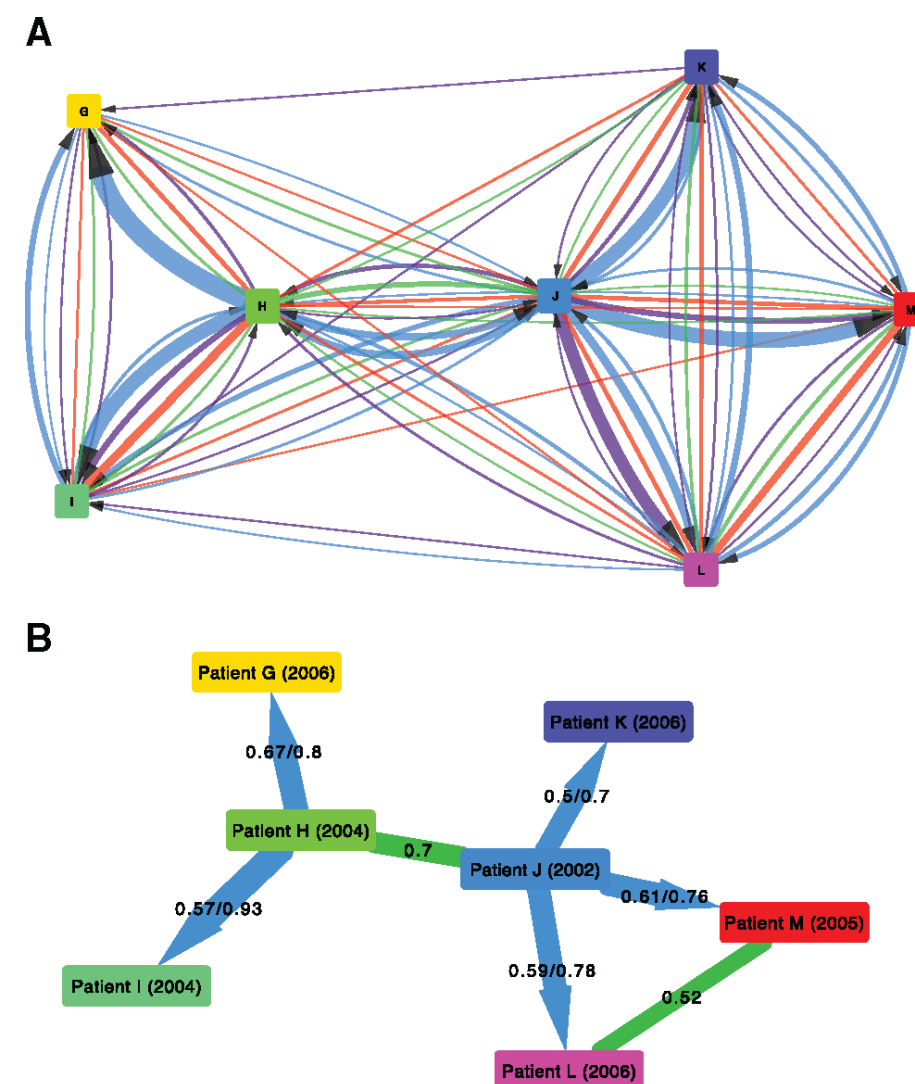 A
K
G
J
H
M
I
L
B
Patient G (2006)
Patient K (2006)
0.67/0.8
0.5/0.7
Patient H (2004)
0.7
Patient J (2002)
0.61/0.76
0.57/0.93
Patient M (2005)
0.59/0.78
Patient I (2004)
0.52
Patient L (2006)